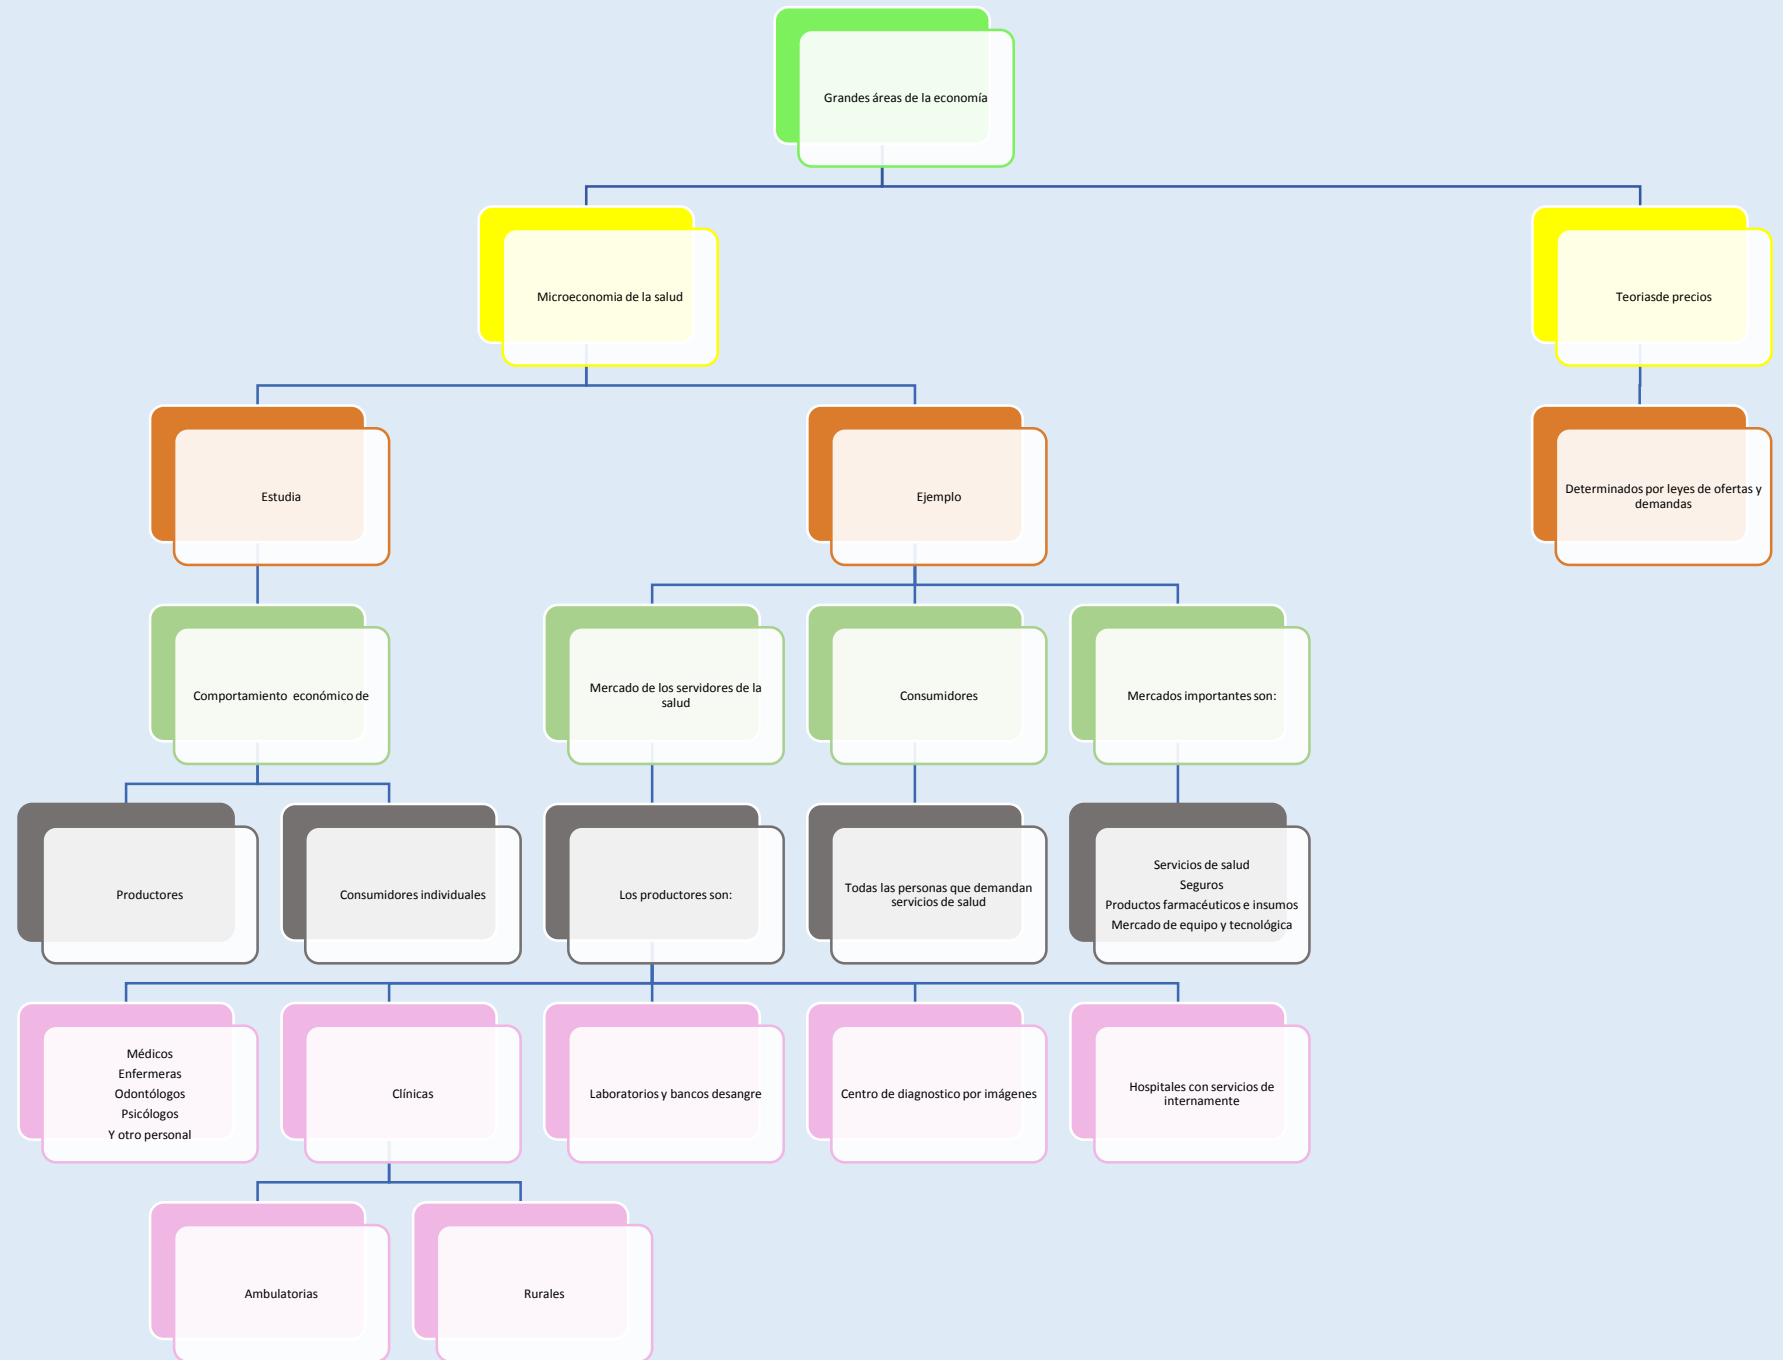 Grandes áreas de la economía
Microeconomia de la salud
Teoriasde precios
Estudia
Ejemplo
Determinados por leyes de ofertas y
demandas
Comportamiento económico de
Mercado de los servidores de la
salud
Consumidores
Mercados importantes son:
Productores
Consumidores individuales
Los productores son:
Todas las personas que demandan
servicios de salud
Servicios de salud
Seguros
Productos farmacéuticos e insumos
Mercado de equipo y tecnológica
Médicos
Enfermeras
Odontólogos
Psicólogos
Y otro personal
Clínicas
Laboratorios y bancos desangre
Centro de diagnostico por imágenes
Hospitales con servicios de
internamente
Ambulatorias
Rurales